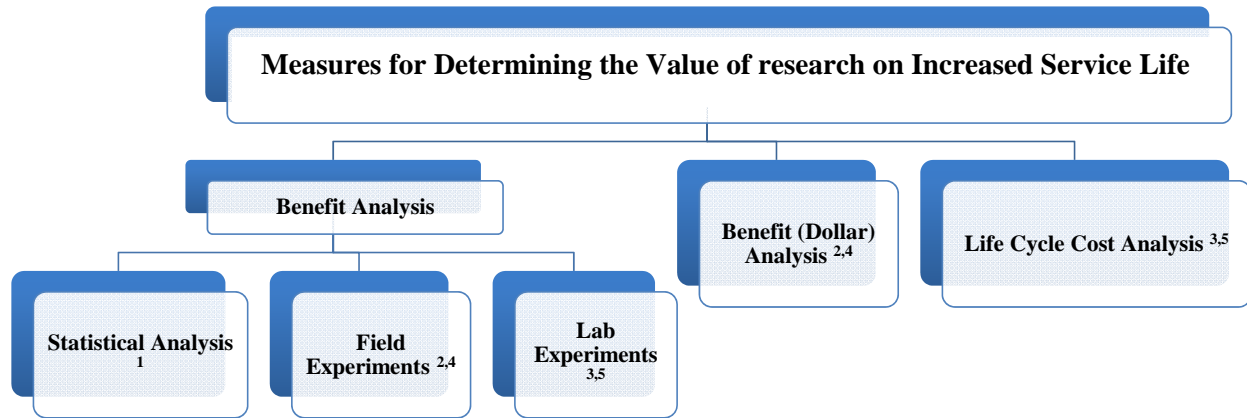 Measures for Determining the Value of research on Increased Service Life
Benefit Analysis
Benefit (Dollar)
Analysis 2,4
Life Cycle Cost Analysis 3,5
Statistical Analysis
1
Field
Experiments 2,4
Lab
Experiments
3,5